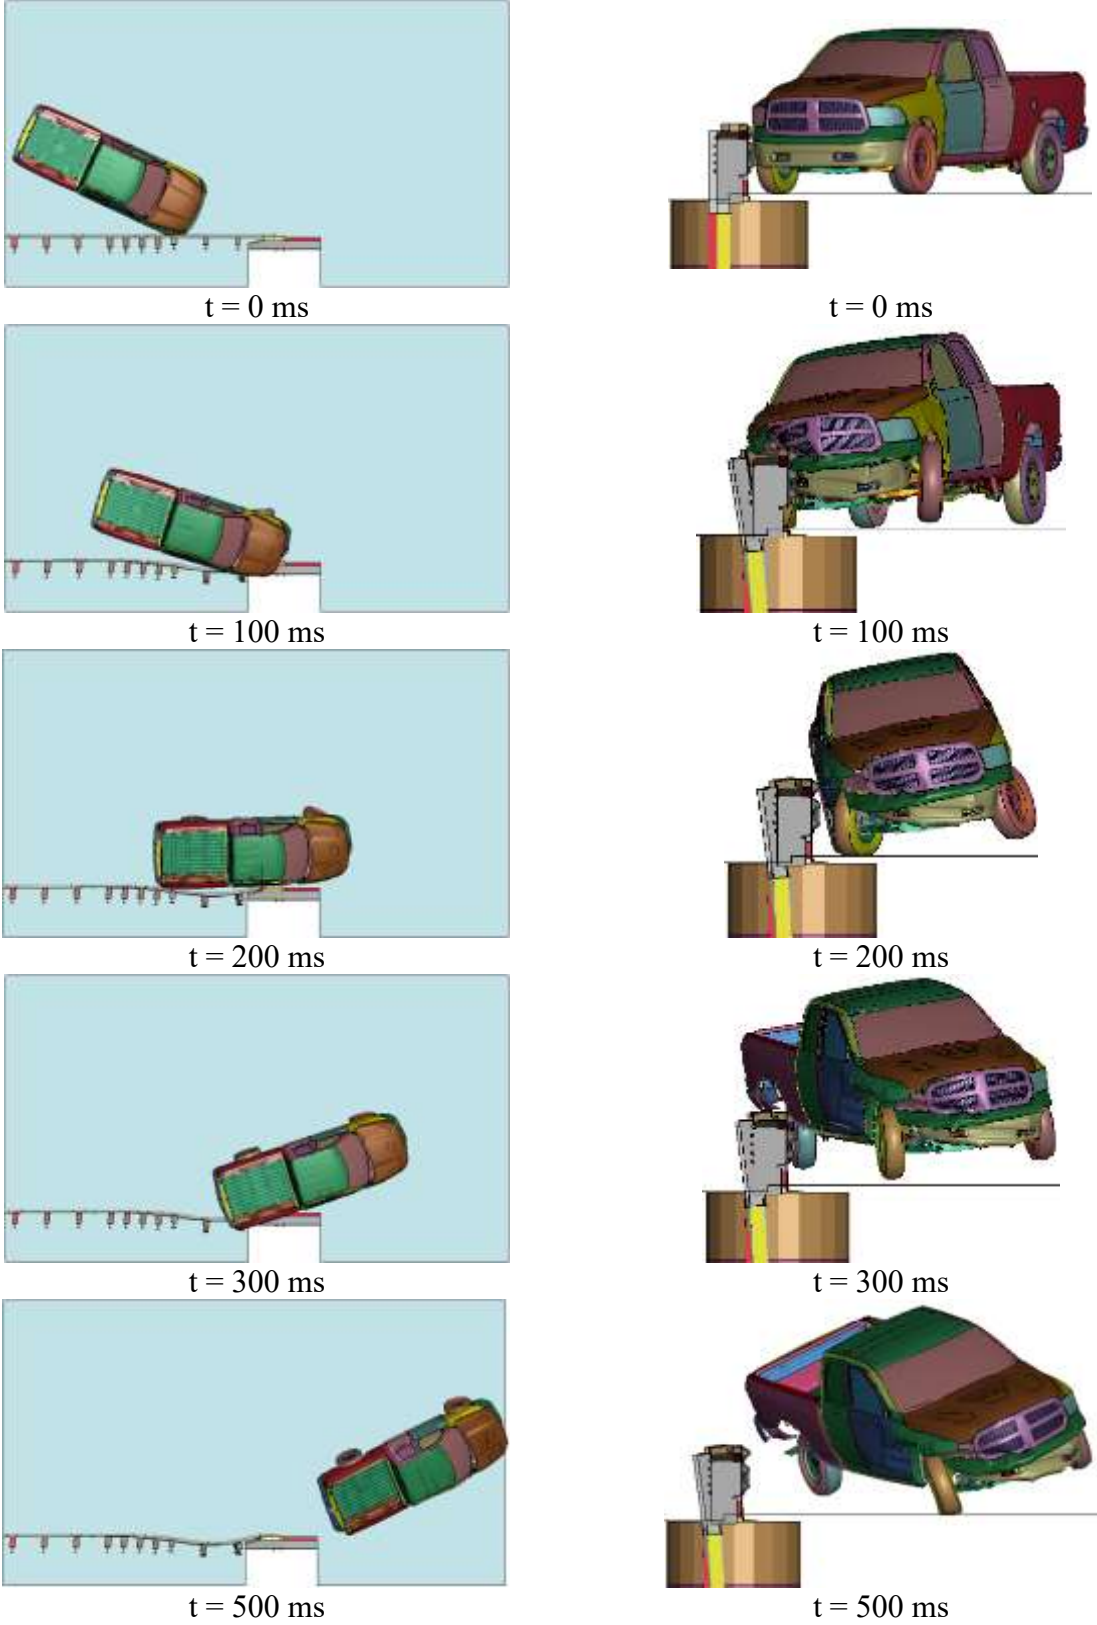 t = 0 ms
t = 0 ms
t = 100 ms
t = 100 ms
t = 200 ms
t = 200 ms
t = 300 ms
t = 300 ms
t = 500 ms
t = 500 ms